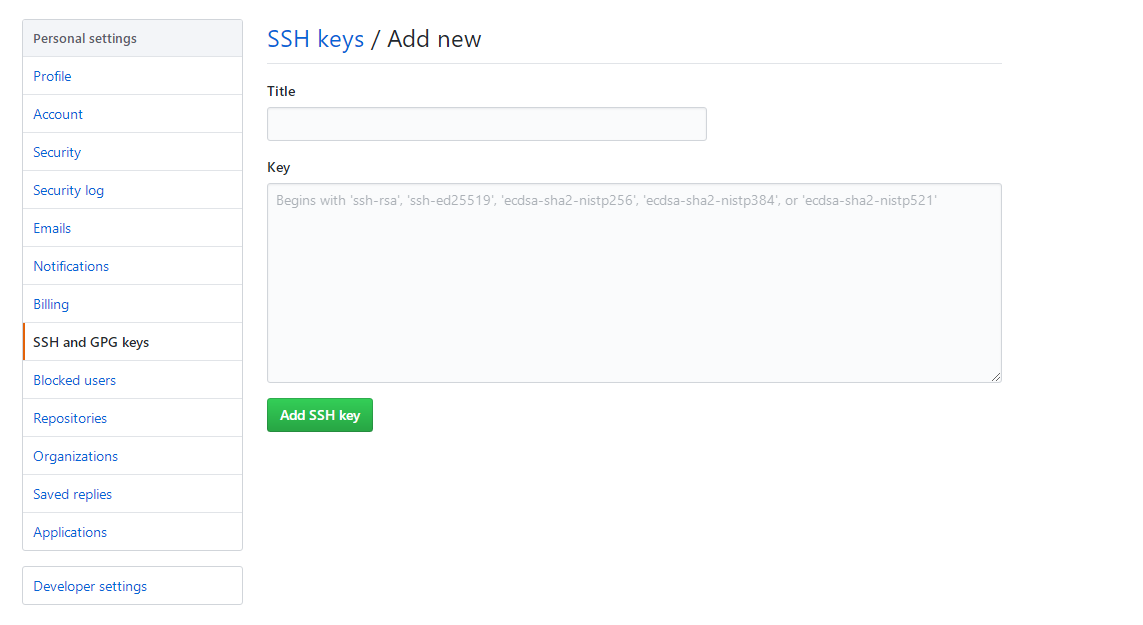 Personal settings
Profile
Account
Security
Security log
Emails
Notifications
Billing
SSH and GPG keys
Blocked users
Repositories
Organizations
Saved replies
Applications
Developer settings
SSH keys / Add new
Title
Key
Begins with 'ssh-rsa', 'ssh-ed25519', 'ecdsa-sha2-nistp256', 'ecdsa-sha2-nistp384', or 'ecdsa-sha2-nistp521'
Add SSH key